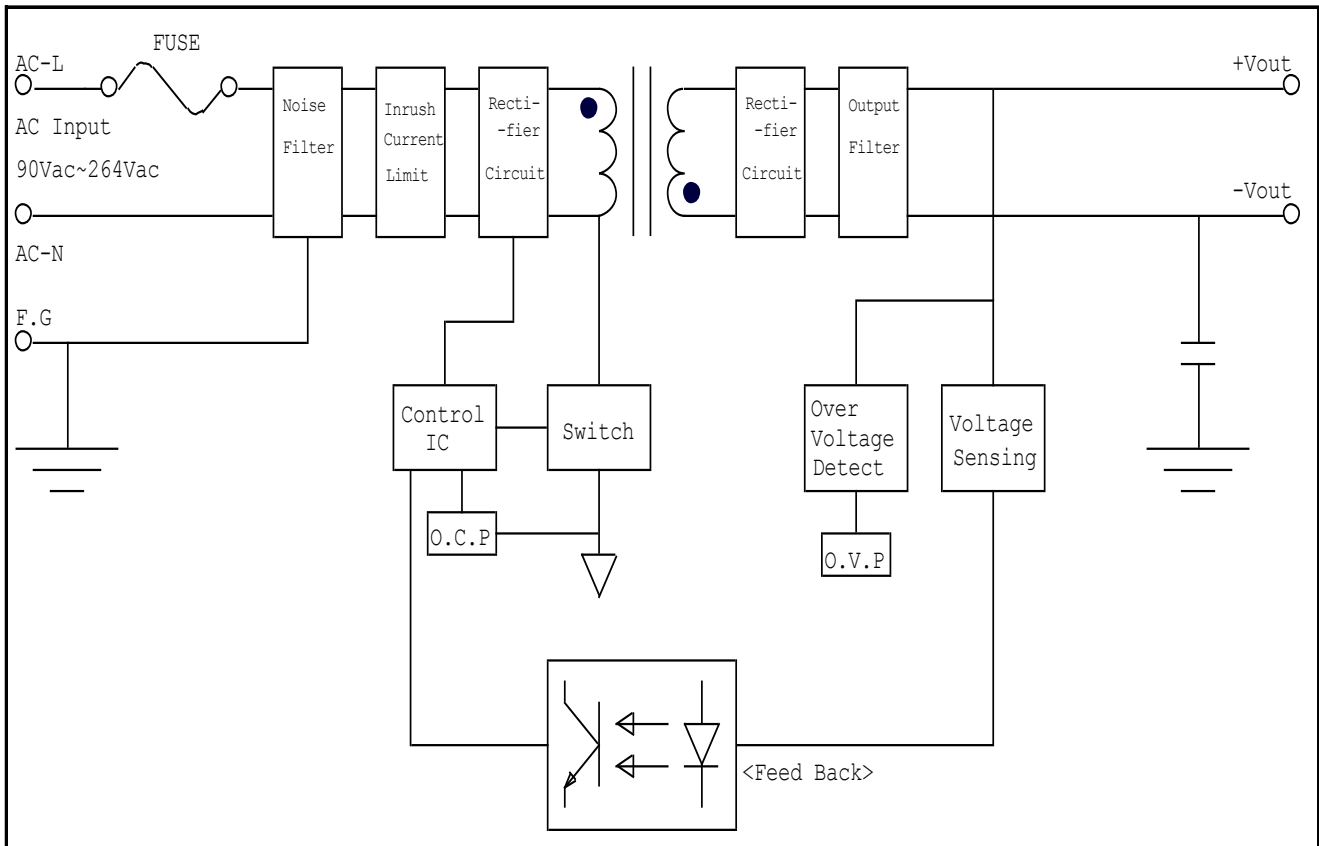 FUSE
AC-L
AC Input
90Vac~264Vac
AC-N
F.G
Noise
Filter
Inrush
Current
Limit
Recti-
-fier
Circuit
Recti-
-fier
Circuit
Output
Filter
+Vout
-Vout
Control
IC
Switch
O.C.P
Over
Voltage
Detect
O.V.P
Voltage
Sensing
<Feed Back>